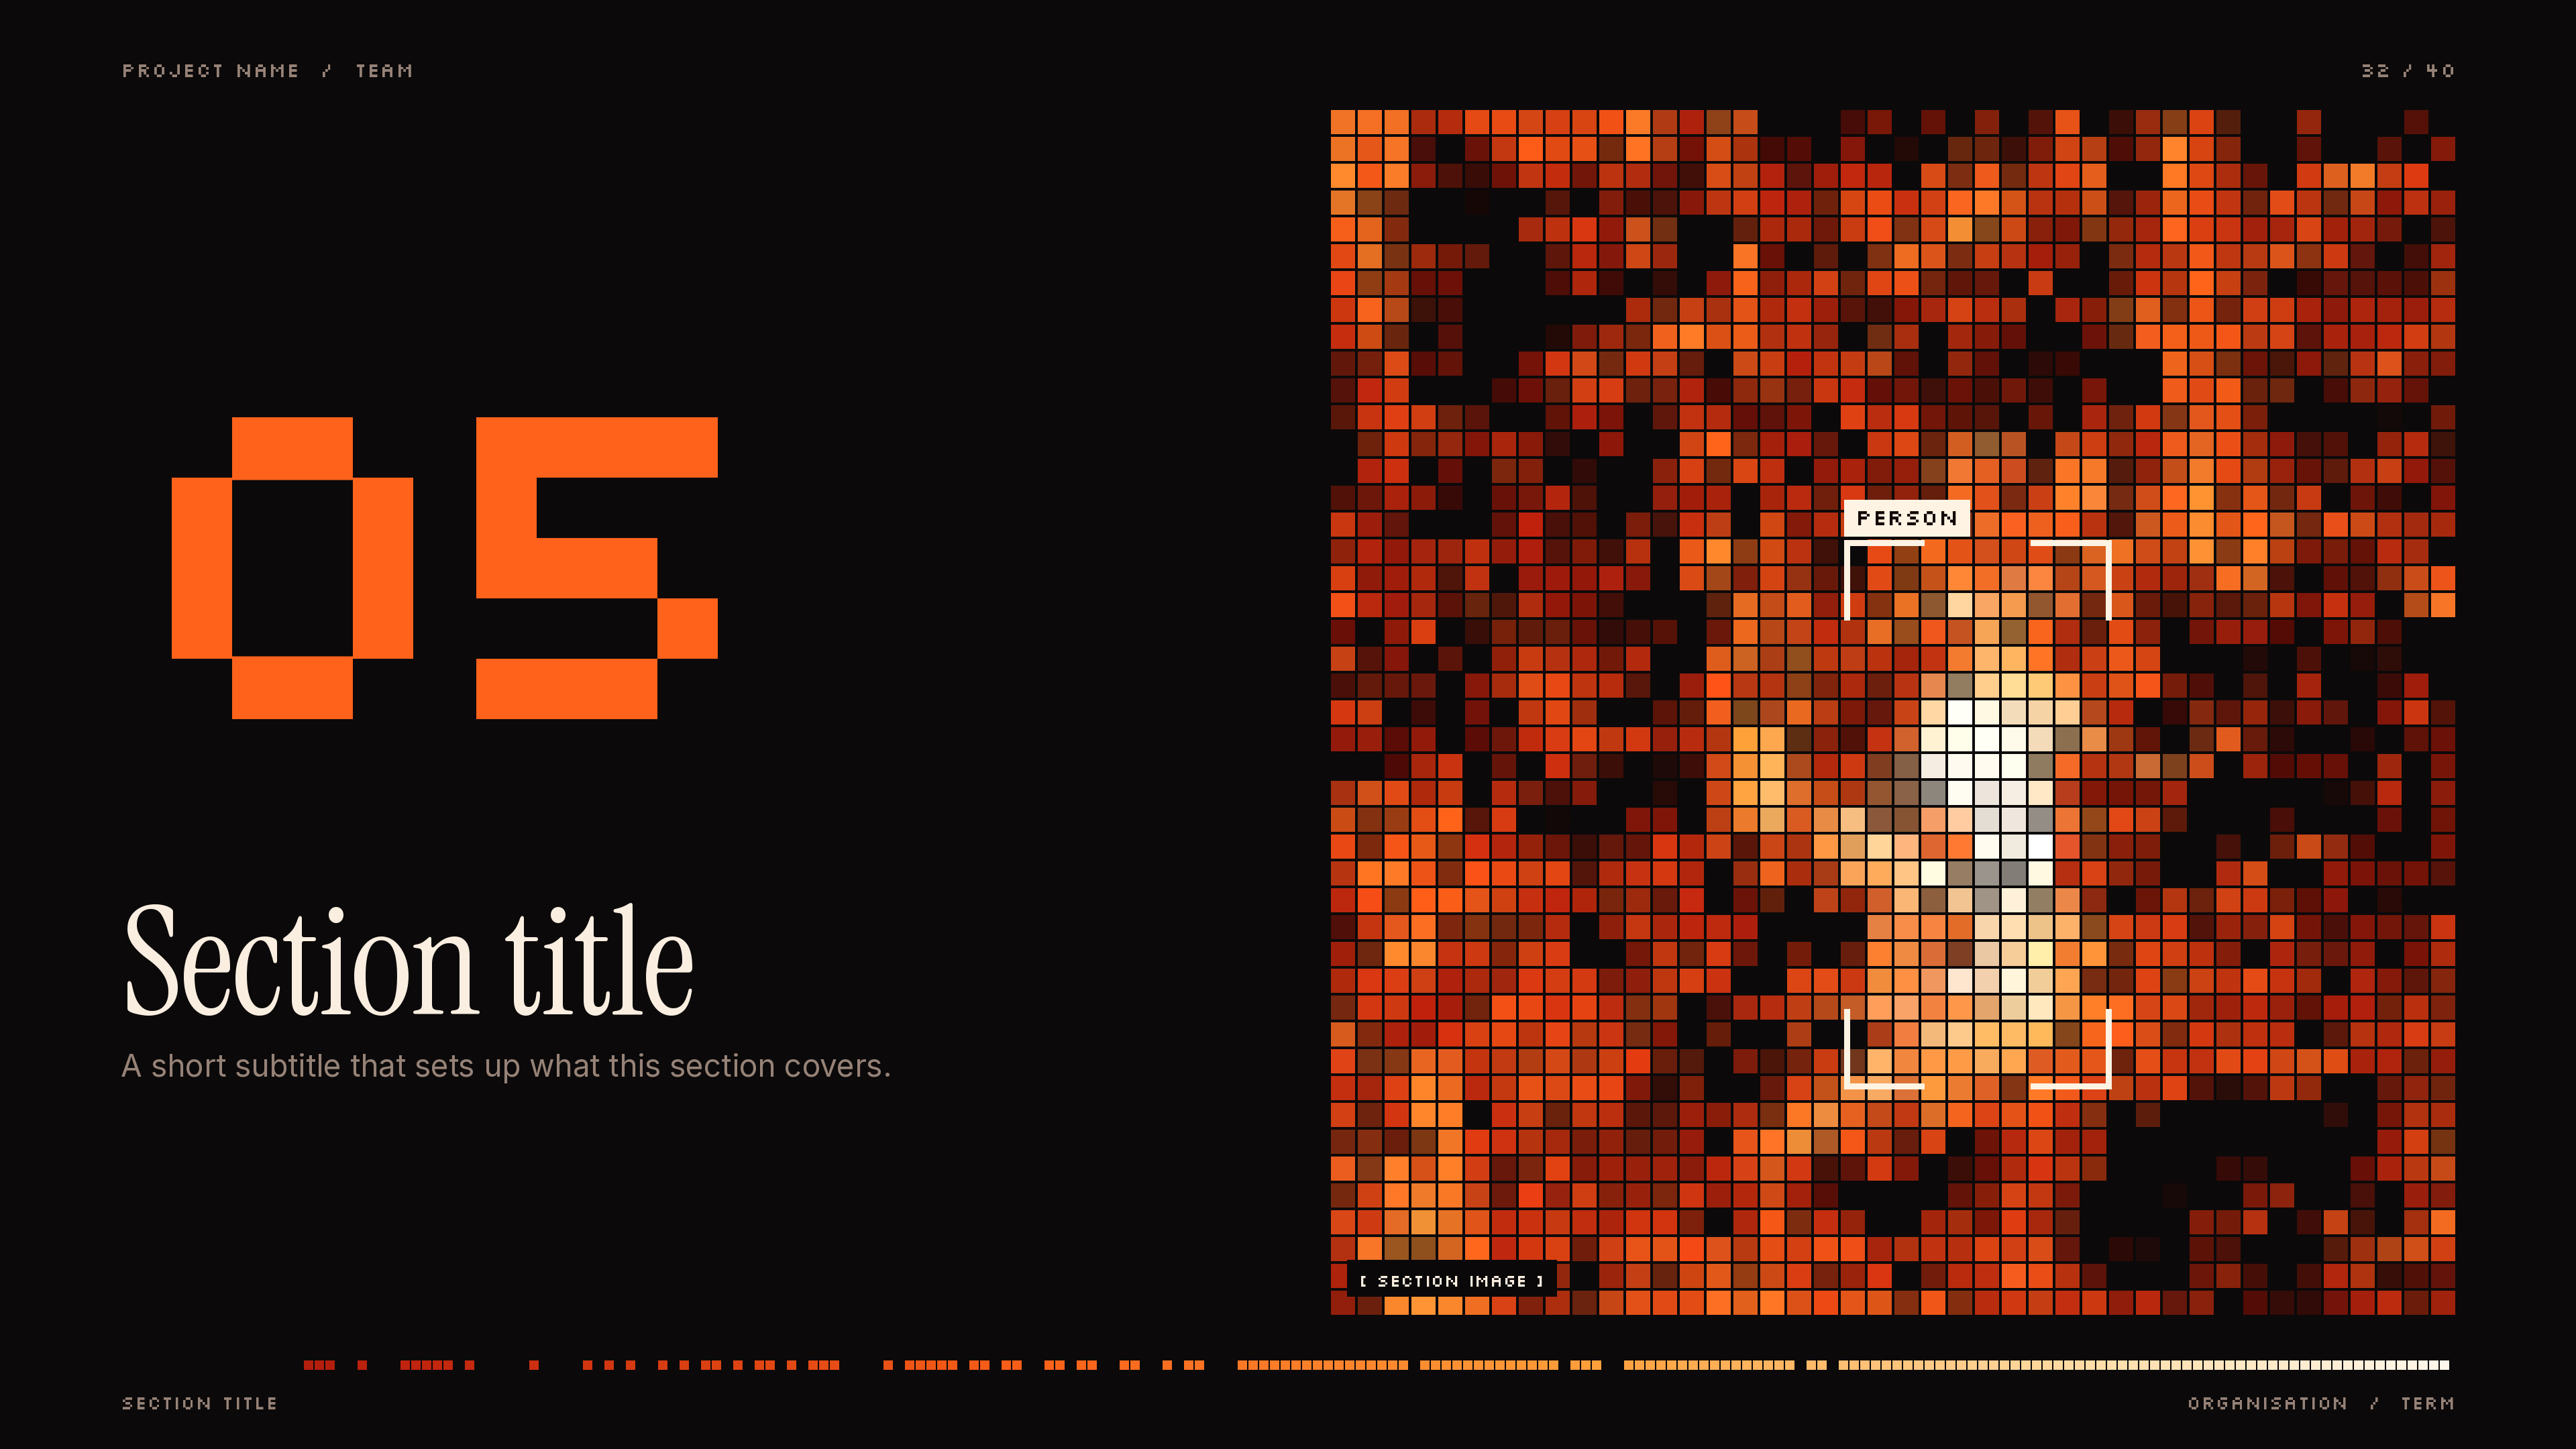 PROJECT NAME / TEAM
32 / 40
05
PERSON
Section title
A short subtitle that sets up what this section covers.
[ SECTION IMAGE ]
SECTION TITLE
ORGANISATION / TERM